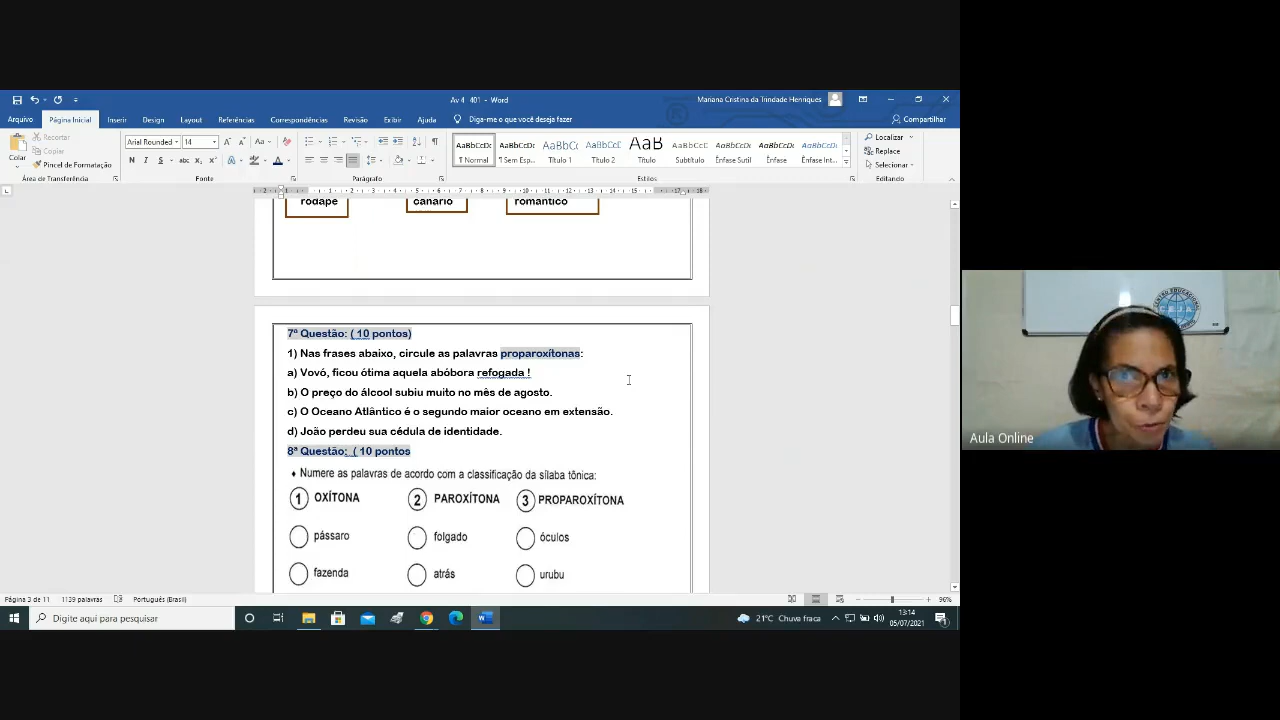 Av 4 401 - Word
Mariana Cristina da Trindade Henriques
Arquivo Página Inicial Inserir Design Layout Referências Correspondências Revisão Exibir Ajuda Diga-me o que você deseja fazer Compartilhar
Colar
Recortar
Copiar
Pincel de Formatação
Área de Transferência
Arial Rounded 14
Fonte
Parágrafo
AaBbCcDc AaBbCcDc AaBbCc AaBbCcC AaB AaBbCcC AaBbCcDc AaBbCcDc AaBbCcDc
¶ Normal ¶ Sem Esp... Título 1 Título 2 Título Subtítulo Ênfase Sutil Ênfase Ênfase Int...
Estilos
Localizar
Replace
Selecionar
Editando
rodapé canário romântico
7ª Questão: ( 10 pontos)
1) Nas frases abaixo, circule as palavras proparoxítonas:
a) Vovó, ficou ótima aquela abóbora refogada !
b) O preço do álcool subiu muito no mês de agosto.
c) O Oceano Atlântico é o segundo maior oceano em extensão.
d) João perdeu sua cédula de identidade.
8ª Questão: ( 10 pontos
♦ Numere as palavras de acordo com a classificação da sílaba tônica:
1 OXÍTONA 2 PAROXÍTONA 3 PROPAROXÍTONA
pássaro folgado óculos
fazenda atrás urubu
Página 3 de 11 1139 palavras Português (Brasil) 96%
Digite aqui para pesquisar
21°C Chuva fraca
13:14
05/07/2021
Aula Online